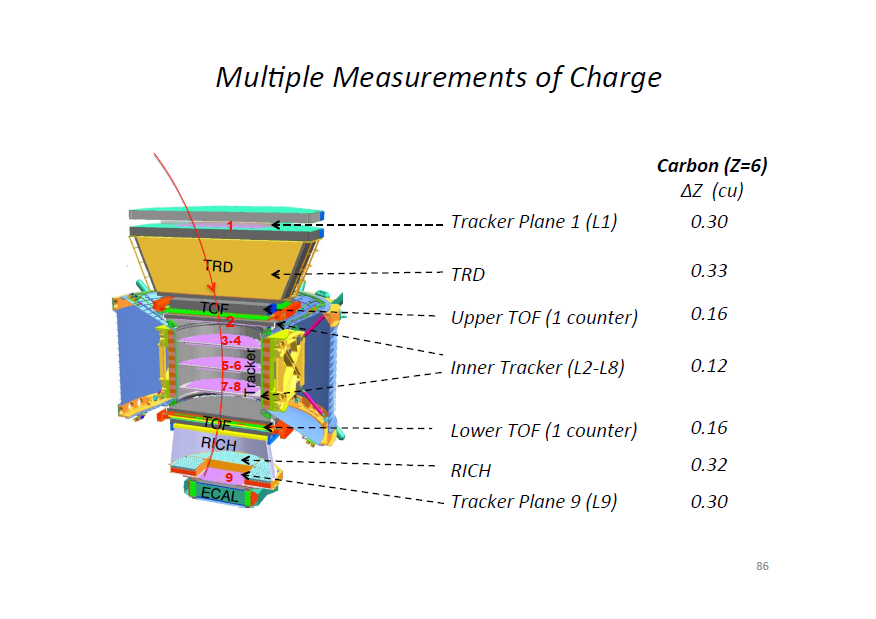 Multiple Measurements of Charge
Carbon (Z=6)
ΔZ (cu)
Tracker Plane 1 (L1) 0.30
TRD 0.33
Upper TOF (1 counter) 0.16
Inner Tracker (L2-L8) 0.12
Lower TOF (1 counter) 0.16
RICH 0.32
Tracker Plane 9 (L9) 0.30
1
TRD
TOF
2
3-4
5-6
7-8
Tracker
TOF
RICH
9
ECAL
86